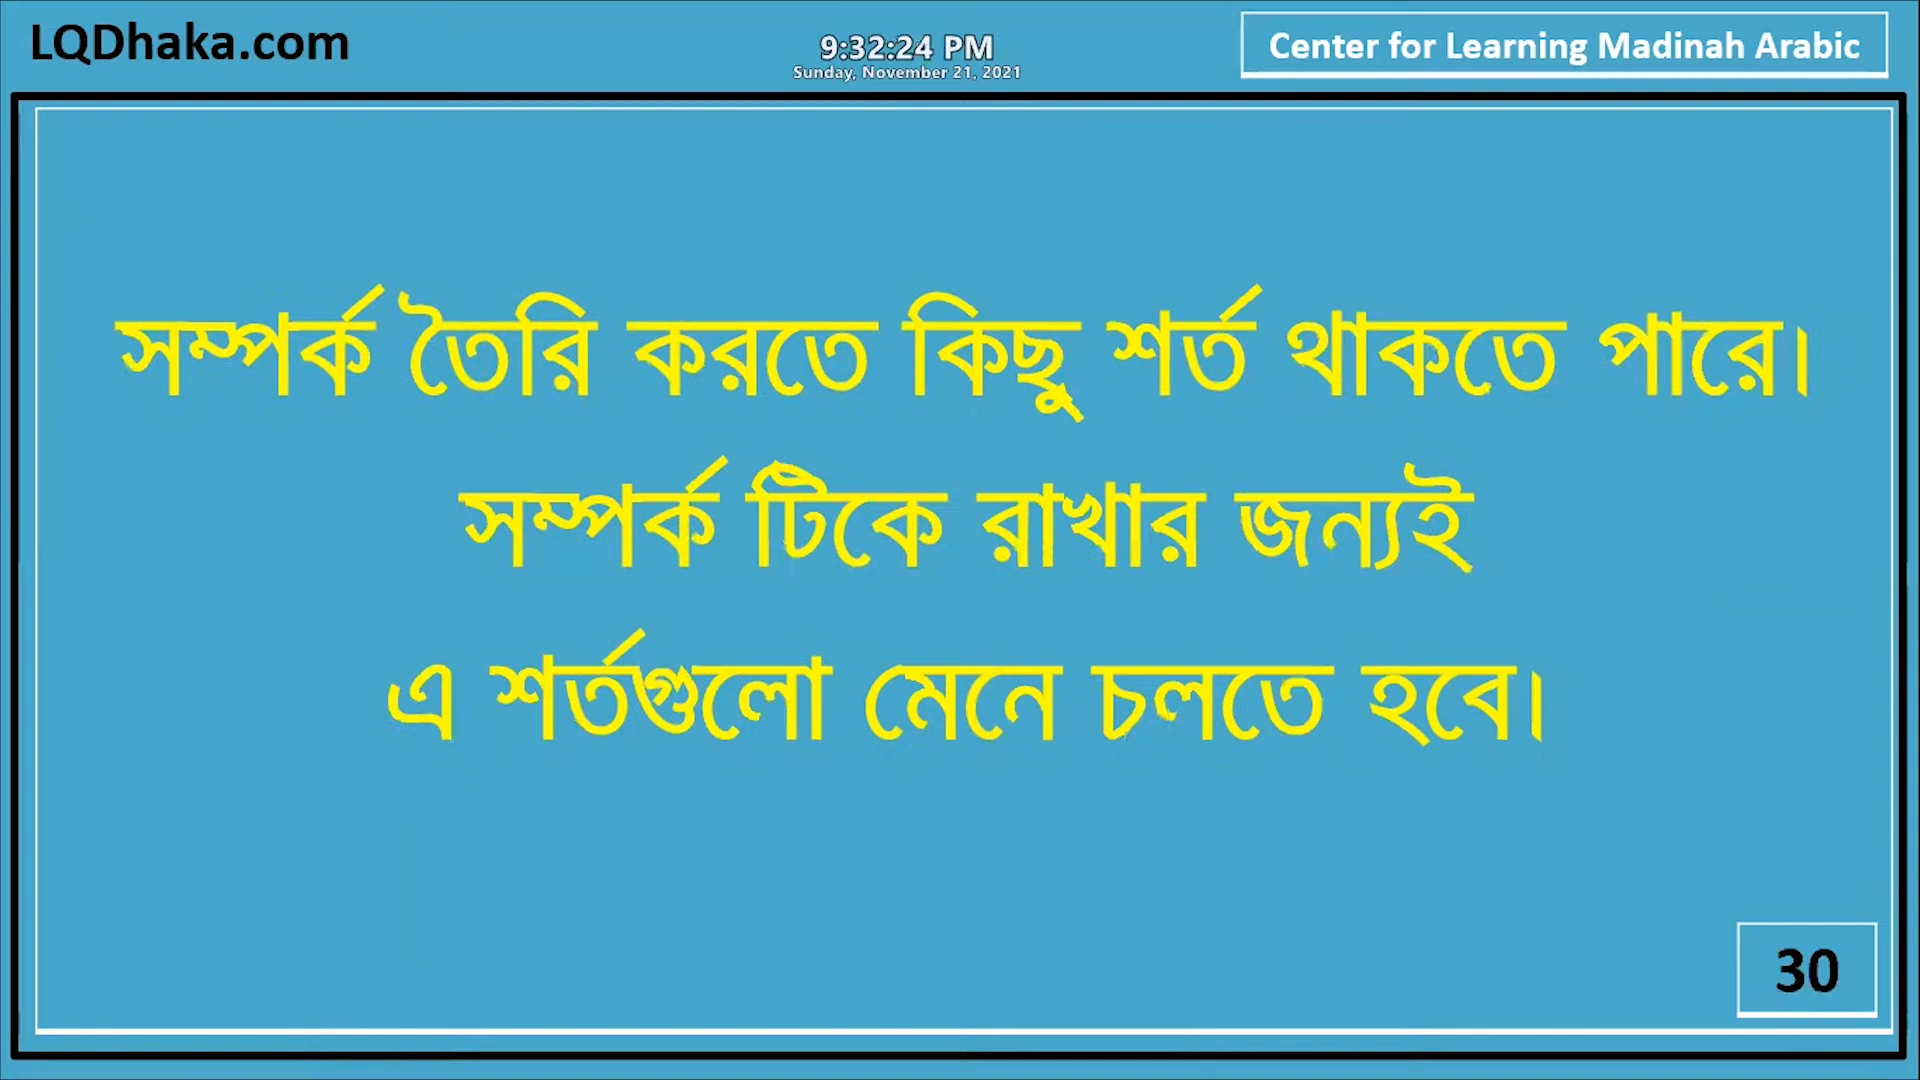 LQDhaka.com
9:32:24 PM
Sunday, November 21, 2021
Center for Learning Madinah Arabic
সম্পর্ক তৈরি করতে কিছু শর্ত থাকতে পারে।
সম্পর্ক টিকে রাখার জন্যই
এ শর্তগুলো মেনে চলতে হবে।
30